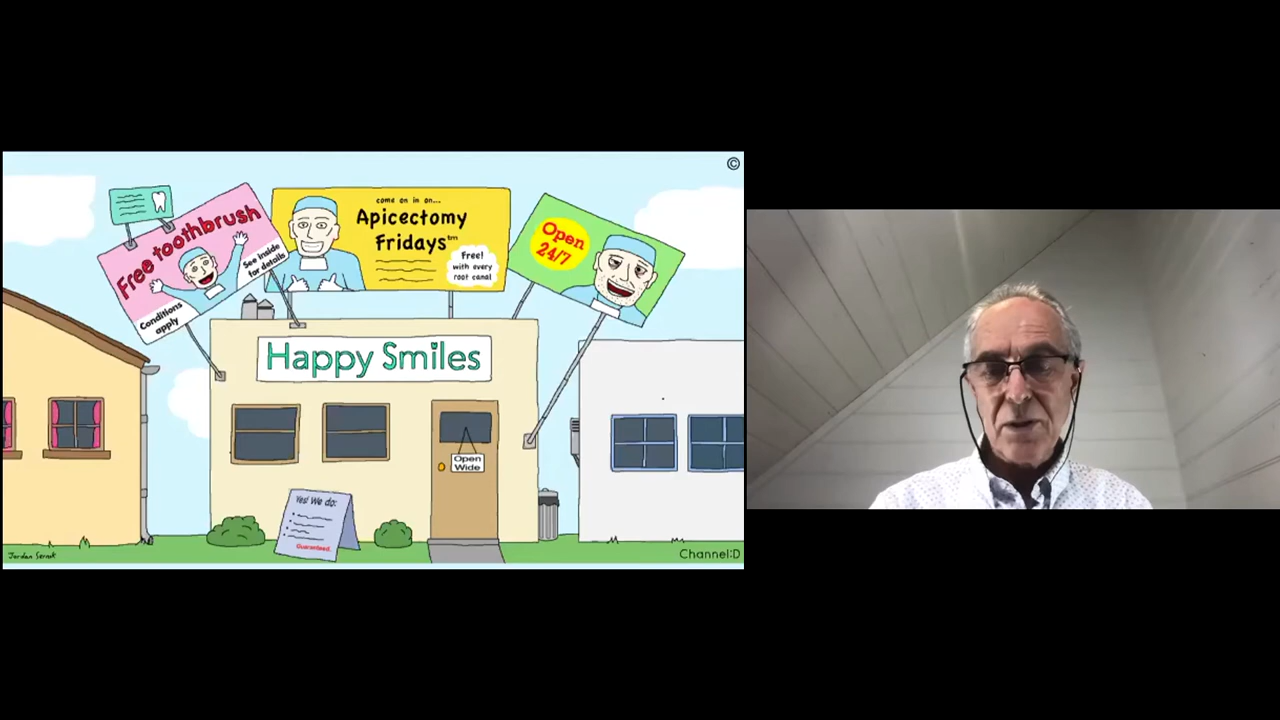 ©
Free toothbrush
See inside
for details
Conditions
apply
come on in on...
Apicectomy
Fridays™
Free!
with every
root canal
Open
24/7
Happy Smiles
Open
Wide
Yes! We do:
Guaranteed.
Jordan Sernik
Channel:D